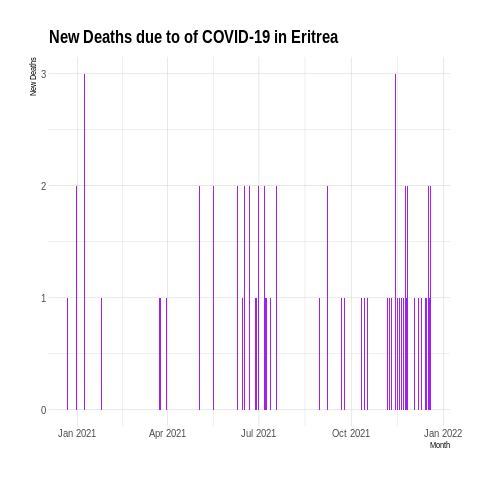 New Deaths due to of COVID-19 in Eritrea
New Deaths
3
2
1
0
Jan 2021 Apr 2021 Jul 2021 Oct 2021 Jan 2022
Month